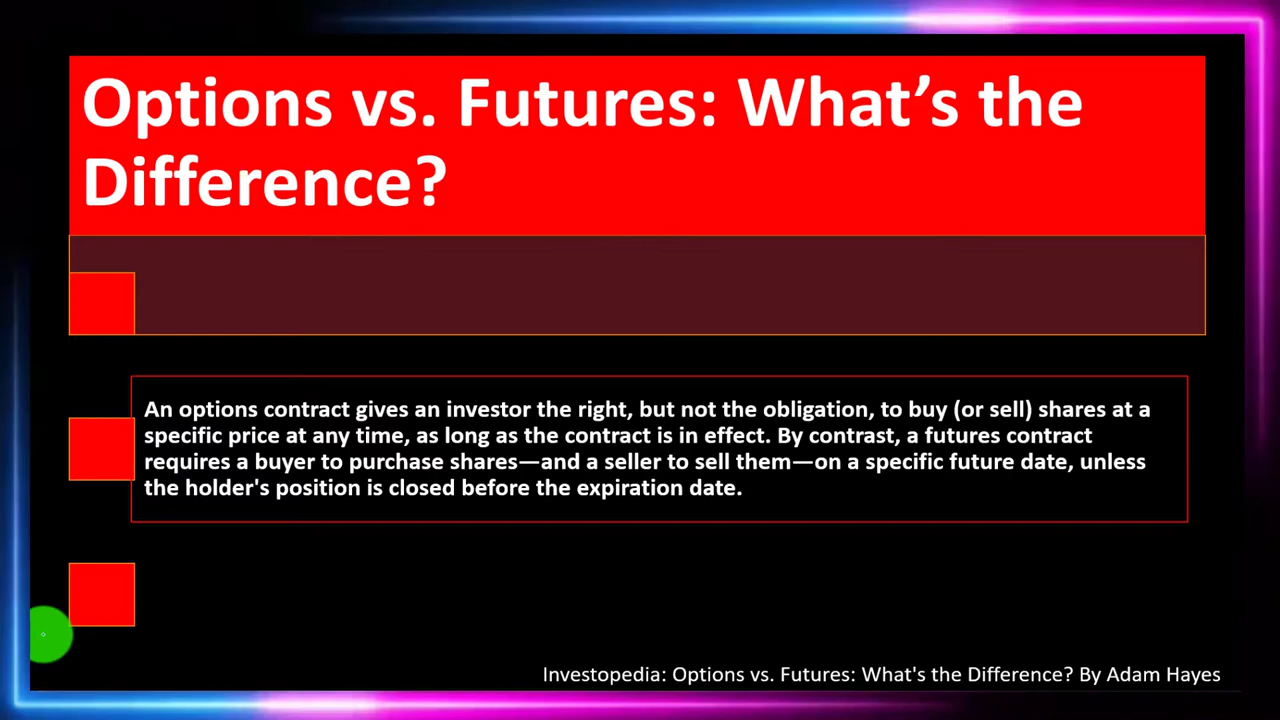 Options vs. Futures: What’s the
Difference?
An options contract gives an investor the right, but not the obligation, to buy (or sell) shares at a
specific price at any time, as long as the contract is in effect. By contrast, a futures contract
requires a buyer to purchase shares—and a seller to sell them—on a specific future date, unless
the holder's position is closed before the expiration date.
Investopedia: Options vs. Futures: What's the Difference? By Adam Hayes